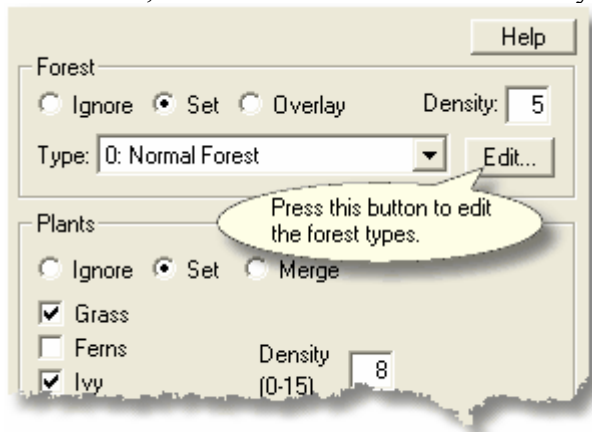 Help
Forest
Ignore Set Overlay Density: 5
Type: 0: Normal Forest Edit...
Press this button to edit
the forest types.
Plants
Ignore Set Merge
Grass
Ferns Density 8
Ivy (0-15)